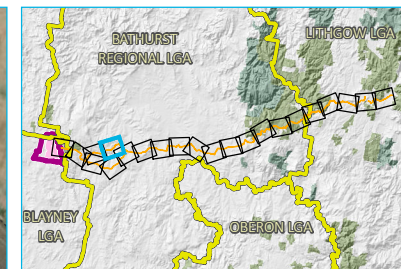 LITHGOW LGA
BATHURST
REGIONAL LGA
BLAYNEY
LGA
OBERON LGA